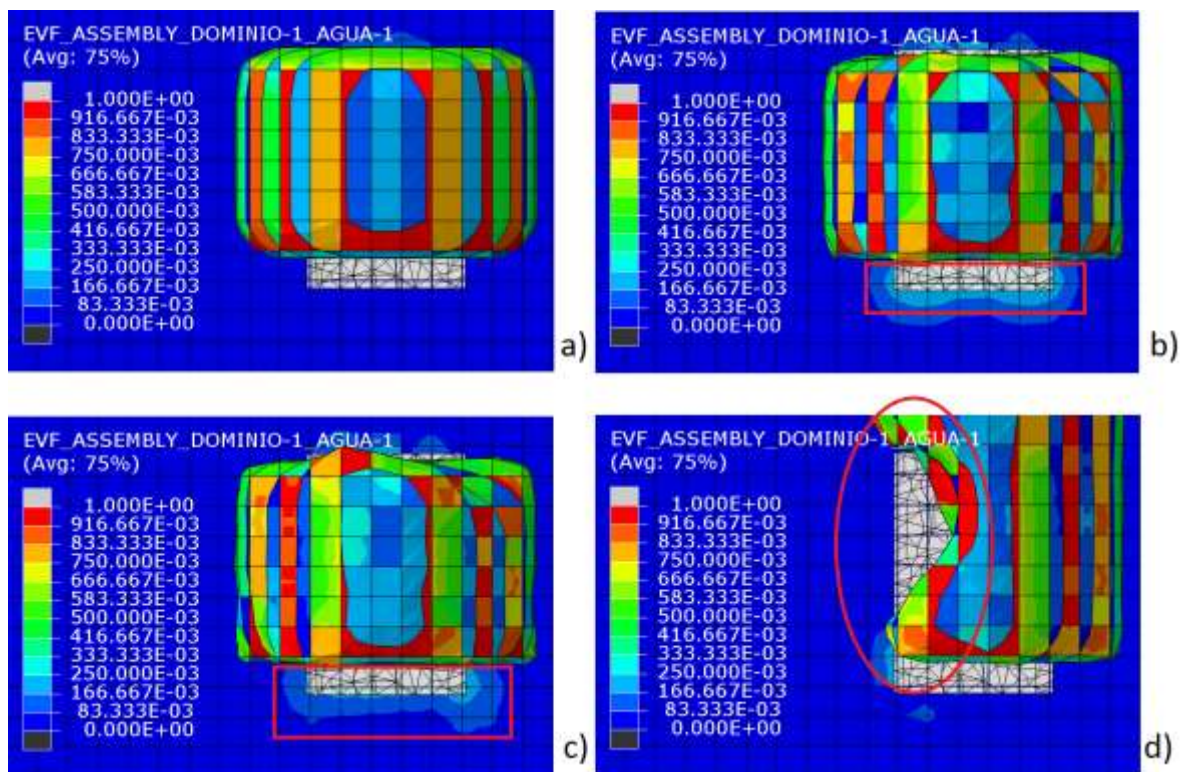 EVF_ASSEMBLY_DOMINIO-1_AGUA-1
(Avg: 75%)
1.000E+00
916.667E-03
833.333E-03
750.000E-03
666.667E-03
583.333E-03
500.000E-03
416.667E-03
333.333E-03
250.000E-03
166.667E-03
83.333E-03
0.000E+00
a)
EVF_ASSEMBLY_DOMINIO-1_AGUA-1
(Avg: 75%)
1.000E+00
916.667E-03
833.333E-03
750.000E-03
666.667E-03
583.333E-03
500.000E-03
416.667E-03
333.333E-03
250.000E-03
166.667E-03
83.333E-03
0.000E+00
b)
EVF_ASSEMBLY_DOMINIO-1_AGUA-1
(Avg: 75%)
1.000E+00
916.667E-03
833.333E-03
750.000E-03
666.667E-03
583.333E-03
500.000E-03
416.667E-03
333.333E-03
250.000E-03
166.667E-03
83.333E-03
0.000E+00
c)
EVF_ASSEMBLY_DOMINIO-1_AGUA-1
(Avg: 75%)
1.000E+00
916.667E-03
833.333E-03
750.000E-03
666.667E-03
583.333E-03
500.000E-03
416.667E-03
333.333E-03
250.000E-03
166.667E-03
83.333E-03
0.000E+00
d)